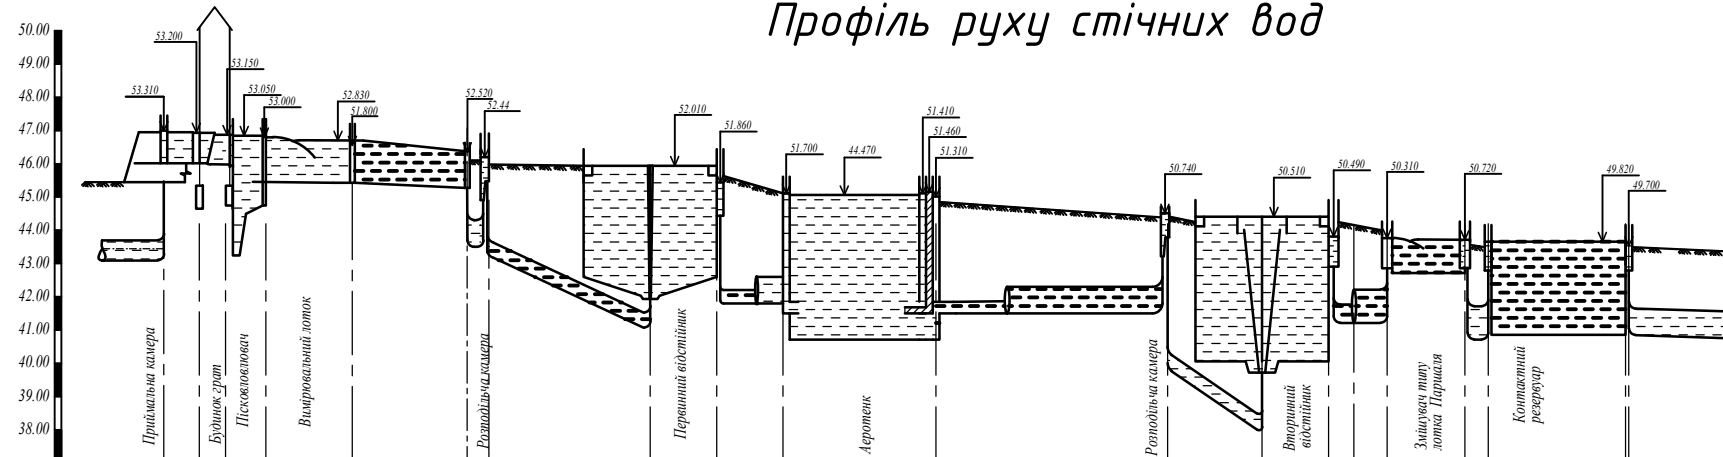 Профіль руху стічних вод
50.00
49.00
48.00
47.00
46.00
45.00
44.00
43.00
42.00
41.00
40.00
39.00
38.00
53.310
53.200
53.150
53.050
53.000
52.830
51.800
52.520
52.44
52.010
51.860
51.700
44.470
51.410
51.460
51.310
50.740
50.510
50.490
50.310
50.720
49.820
49.700
Приймальна камера
Будинок грат
Пісковловлювач
Вимірювальний лоток
Розподільча камера
Первинний відстійник
Аеротенк
Розподільча камера
Вторинний
відстійник
Змішувач типу
лотка Паршаля
Контактний
резервуар